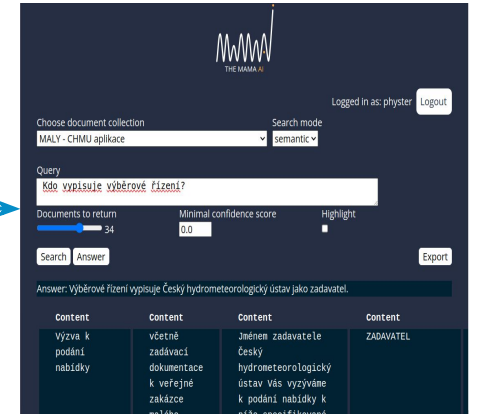 THE MAMA AI
Logged in as: physter Logout
Choose document collection Search mode
MALY - CHMU aplikace semantic
Query
Kdo vypisuje výběrové řízení?
Documents to return Minimal confidence score Highlight
34 0.0
Search Answer Export
Answer: Výběrové řízení vypisuje Český hydrometeorologický ústav jako zadavatel.
Content Content Content Content
Výzva k včetně Jménem zadavatele ZADAVATEL
podání zadávací Český
nabídky dokumentace hydrometeorologický
k veřejné ústav Vás vyzýváme
zakázce k podání nabídky k